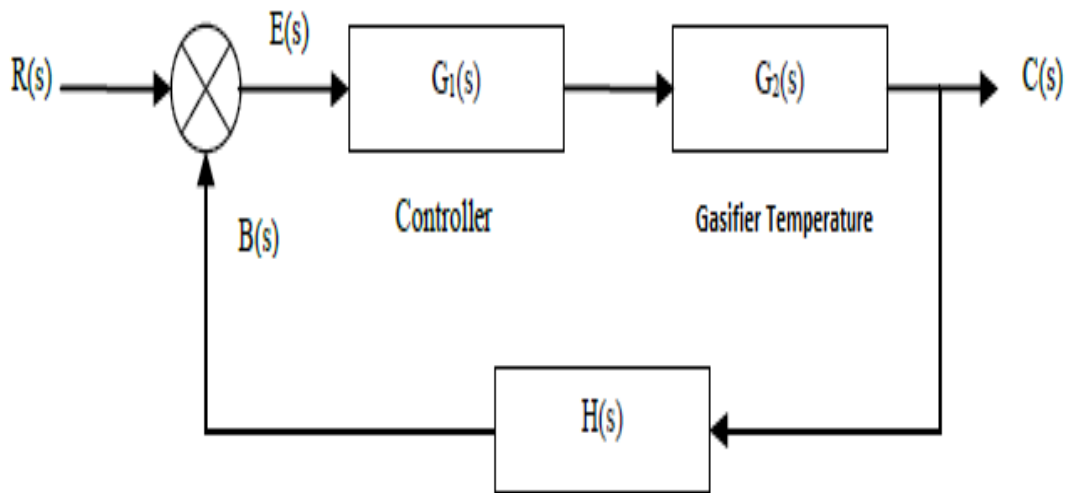 E(s)
R(s)
G₁(s)
G₂(s)
C(s)
Controller
Gasifier Temperature
B(s)
H(s)